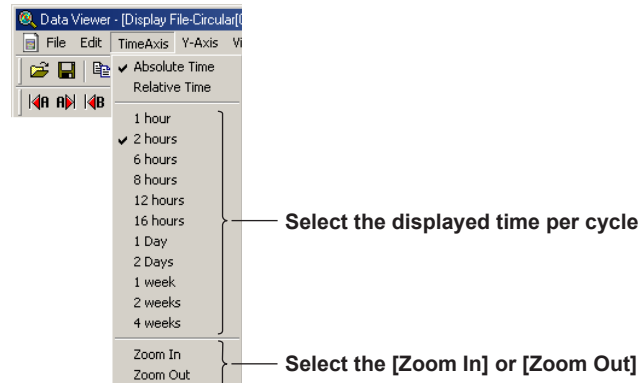 Data Viewer - [Display File-Circular[
File Edit TimeAxis Y-Axis
A A B
Absolute Time
Relative Time
1 hour
2 hours
6 hours
8 hours
12 hours
16 hours
Select the displayed time per cycle
1 Day
2 Days
1 week
2 weeks
4 weeks
Zoom In
Select the [Zoom In] or [Zoom Out]
Zoom Out